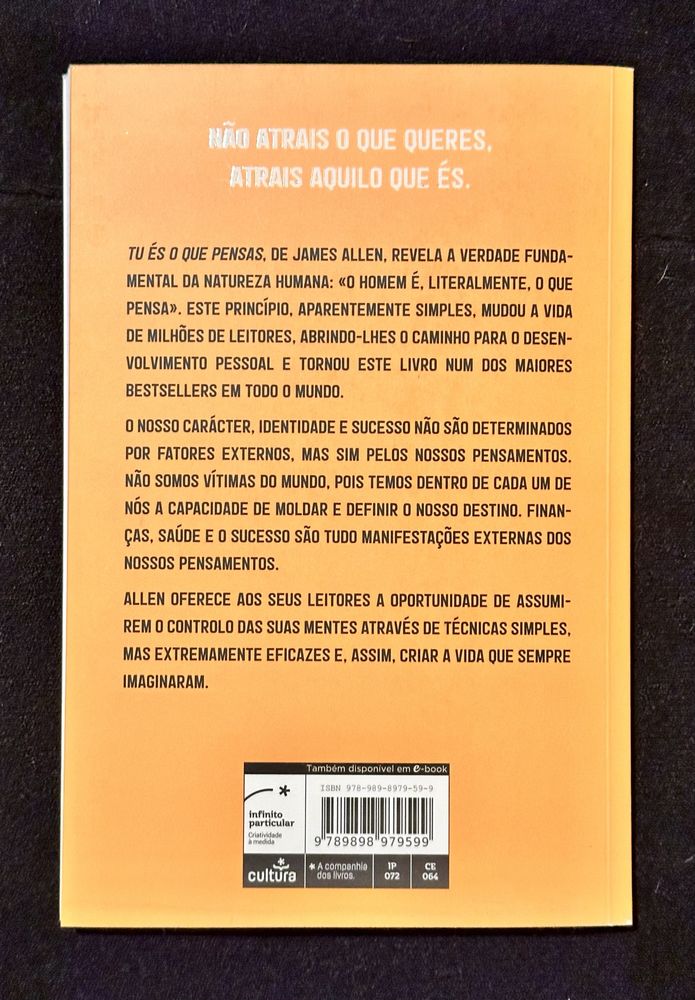 NÃO ATRAIS O QUE QUERES,
ATRAIS AQUILO QUE ÉS.
TU ÉS O QUE PENSAS, DE JAMES ALLEN, REVELA A VERDADE FUNDA-
MENTAL DA NATUREZA HUMANA: «O HOMEM É, LITERALMENTE, O QUE
PENSA». ESTE PRINCÍPIO, APARENTEMENTE SIMPLES, MUDOU A VIDA
DE MILHÕES DE LEITORES, ABRINDO-LHES O CAMINHO PARA O DESEN-
VOLVIMENTO PESSOAL E TORNOU ESTE LIVRO NUM DOS MAIORES
BESTSELLERS EM TODO O MUNDO.
O NOSSO CARÁCTER, IDENTIDADE E SUCESSO NÃO SÃO DETERMINADOS
POR FATORES EXTERNOS, MAS SIM PELOS NOSSOS PENSAMENTOS.
NÃO SOMOS VÍTIMAS DO MUNDO, POIS TEMOS DENTRO DE CADA UM DE
NÓS A CAPACIDADE DE MOLDAR E DEFINIR O NOSSO DESTINO. FINAN-
ÇAS, SAÚDE E O SUCESSO SÃO TUDO MANIFESTAÇÕES EXTERNAS DOS
NOSSOS PENSAMENTOS.
ALLEN OFERECE AOS SEUS LEITORES A OPORTUNIDADE DE ASSUMI-
REM O CONTROLO DAS SUAS MENTES ATRAVÉS DE TÉCNICAS SIMPLES,
MAS EXTREMAMENTE EFICAZES E, ASSIM, CRIAR A VIDA QUE SEMPRE
IMAGINARAM.
Também disponível em e-book
ISBN 978-989-8979-59-9
infinito
particular
Criatividade
à medida
9 789898 979599
cultura
* A companhia
dos livros.
IP
072
CE
064